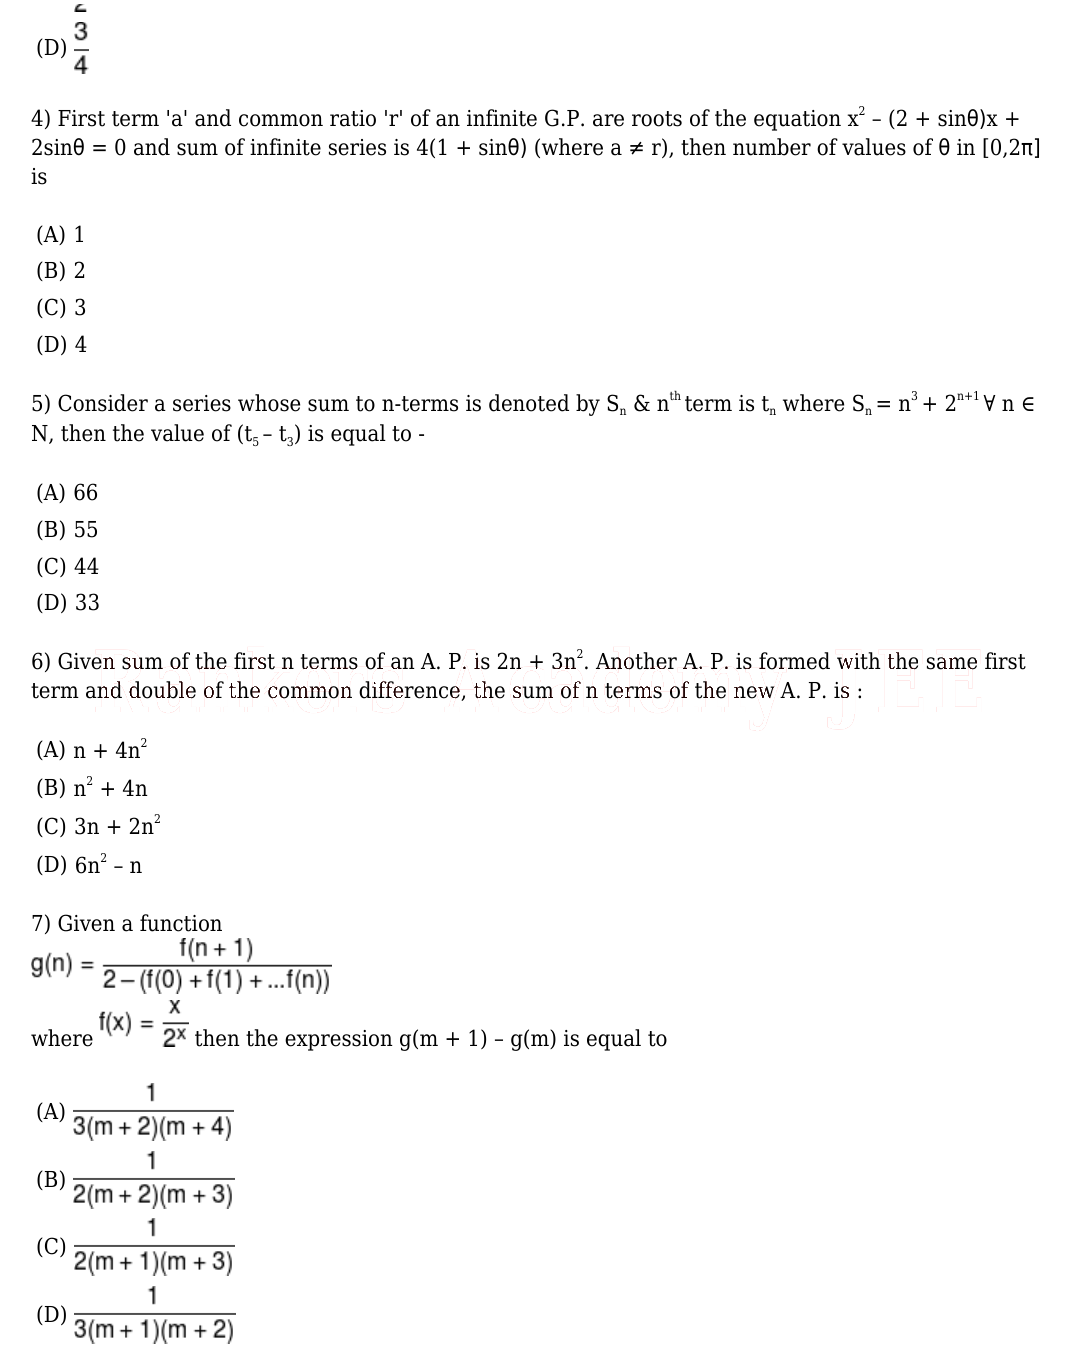 2
(D) 3/4
4) First term 'a' and common ratio 'r' of an infinite G.P. are roots of the equation x² – (2 + sinθ)x +
2sinθ = 0 and sum of infinite series is 4(1 + sinθ) (where a ≠ r), then number of values of θ in [0,2π]
is
(A) 1
(B) 2
(C) 3
(D) 4
5) Consider a series whose sum to n-terms is denoted by Sₙ & nᵗʰ term is tₙ where Sₙ = n³ + 2ⁿ⁺¹ ∀ n ∈
N, then the value of (t₅ – t₃) is equal to -
(A) 66
(B) 55
(C) 44
(D) 33
6) Given sum of the first n terms of an A. P. is 2n + 3n². Another A. P. is formed with the same first
term and double of the common difference, the sum of n terms of the new A. P. is :
(A) n + 4n²
(B) n² + 4n
(C) 3n + 2n²
(D) 6n² – n
7) Given a function
g(n) = f(n + 1) / 2 – (f(0) + f(1) + ...f(n))
where f(x) = x/2ˣ then the expression g(m + 1) – g(m) is equal to
(A) 1 / 3(m + 2)(m + 4)
(B) 1 / 2(m + 2)(m + 3)
(C) 1 / 2(m + 1)(m + 3)
(D) 1 / 3(m + 1)(m + 2)